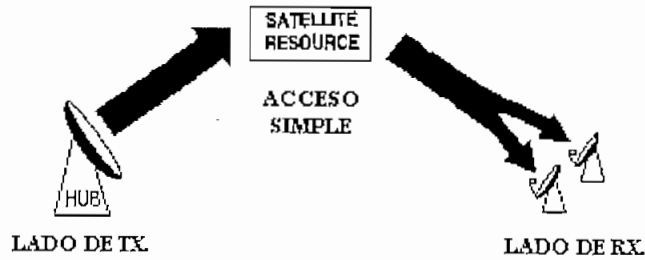 SATELLITE
RESOURCE
ACCESO
SIMPLE
HUB
LADO DE TX.
LADO DE RX.